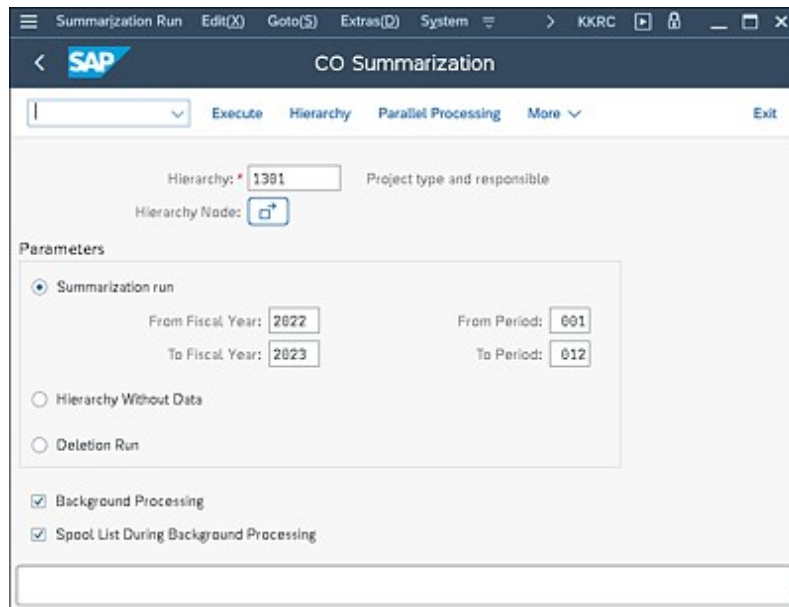 Summarization Run Edit(X) Goto(S) Extras(D) System > KKRC
SAP CO Summarization
Execute Hierarchy Parallel Processing More Exit
Hierarchy: * 1301 Project type and responsible
Hierarchy Node:
Parameters
Summarization run
From Fiscal Year: 2022 From Period: 001
To Fiscal Year: 2023 To Period: 012
Hierarchy Without Data
Deletion Run
Background Processing
Spool List During Background Processing